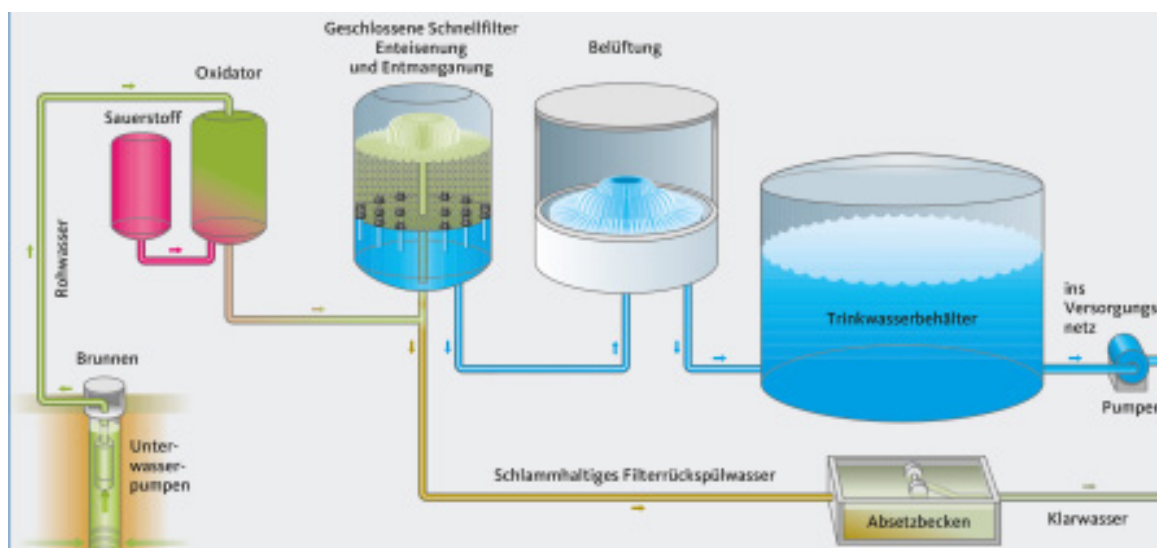 Geschlossene Schnellfilter
Enteisenung
und Entmanganung
Belüftung
Oxidator
Sauerstoff
Rohwasser
Brunnen
Unter-
wasser-
pumpen
Trinkwasserbehälter
ins
Versorgungs
netz
Pumpen
Schlammhaltiges Filterrückspülwasser
Absetzbecken
Klarwasser